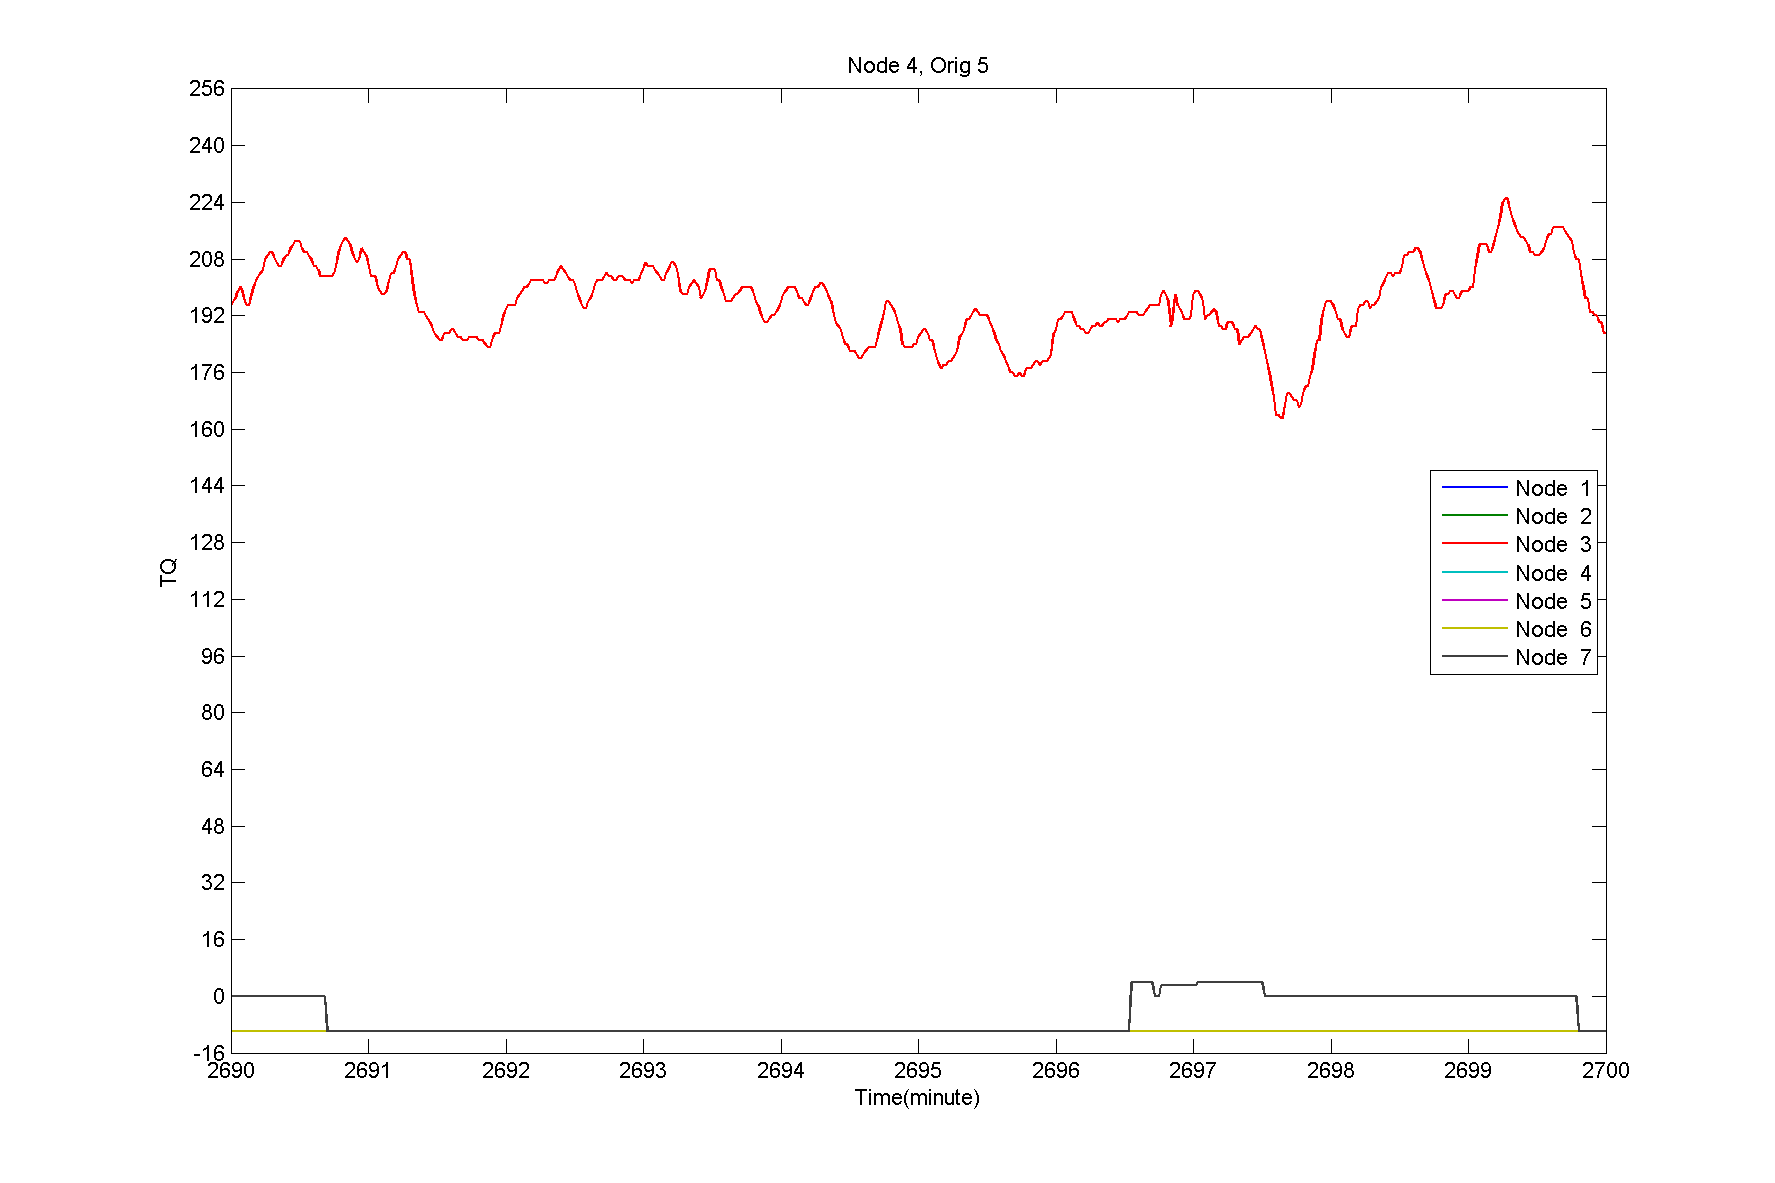 Node 4, Orig 5
256
240
224
208
192
176
160
144
128
112
96
80
64
48
32
16
0
-16
TQ
Node 1
Node 2
Node 3
Node 4
Node 5
Node 6
Node 7
2690 2691 2692 2693 2694 2695 2696 2697 2698 2699 2700
Time(minute)